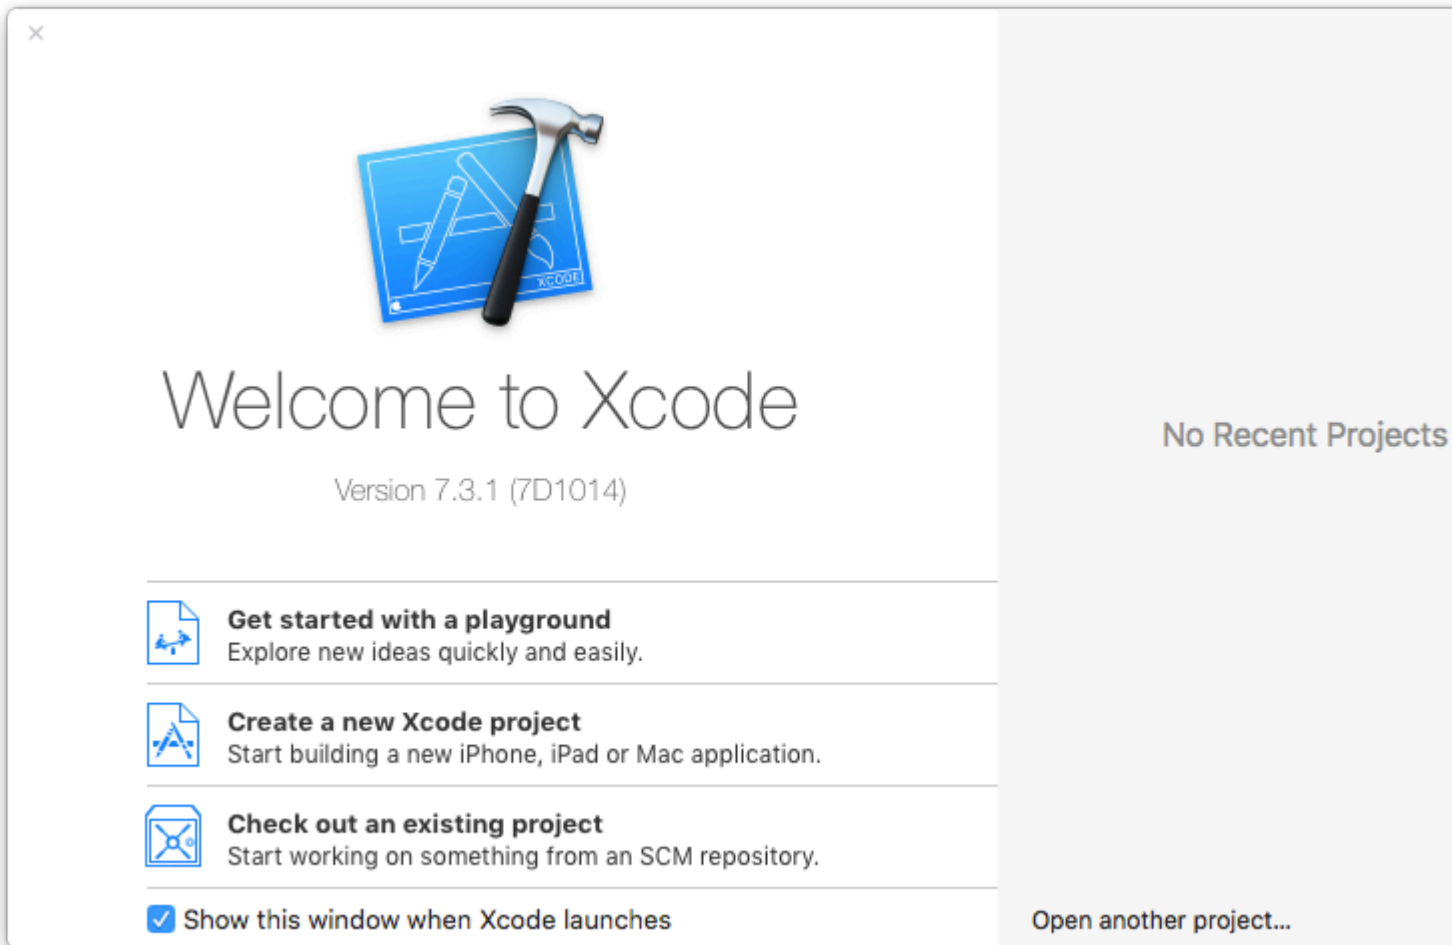 XCODE
Welcome to Xcode
Version 7.3.1 (7D1014)
Get started with a playground
Explore new ideas quickly and easily.
Create a new Xcode project
Start building a new iPhone, iPad or Mac application.
Check out an existing project
Start working on something from an SCM repository.
Show this window when Xcode launches
No Recent Projects
Open another project...